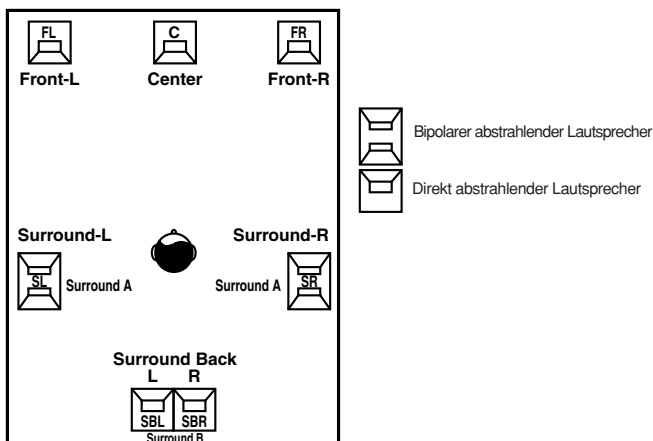 FL C FR
Front-L Center Front-R
Bipolarer abstrahlender Lautsprecher
Direkt abstrahlender Lautsprecher
Surround-L Surround-R
SL Surround A Surround A SR
Surround Back
L R
SBL SBR
Surround B